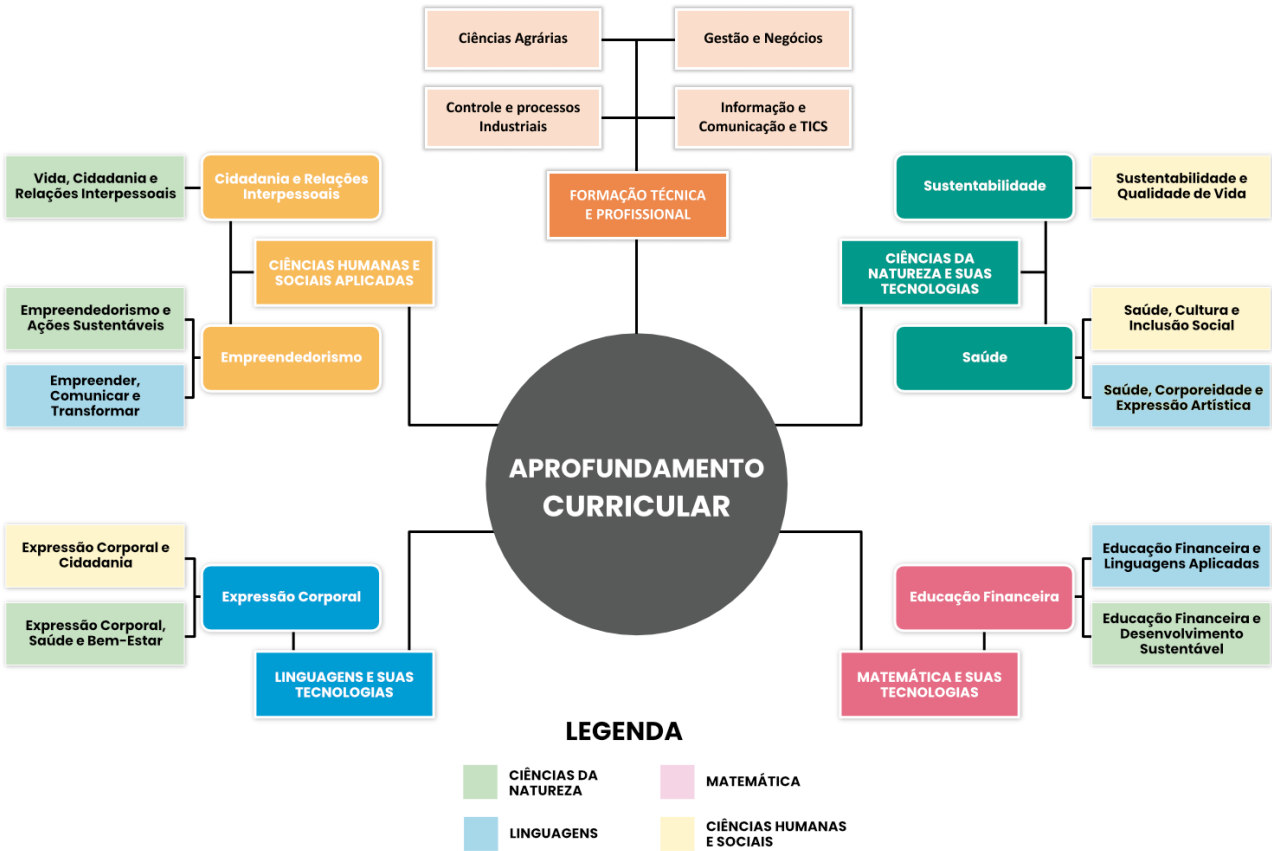 Ciências Agrárias
Gestão e Negócios
Controle e processos
Industriais
Informação e
Comunicação e TICS
FORMAÇÃO TÉCNICA
E PROFISSIONAL
Vida, Cidadania e
Relações Interpessoais
Cidadania e Relações
Interpessoais
CIÊNCIAS HUMANAS E
SOCIAIS APLICADAS
Empreendedorismo e
Ações Sustentáveis
Empreender,
Comunicar e
Transformar
Empreendedorismo
Sustentabilidade
Sustentabilidade e
Qualidade de Vida
CIÊNCIAS DA
NATUREZA E SUAS
TECNOLOGIAS
Saúde, Cultura e
Inclusão Social
Saúde
Saúde, Corporeidade e
Expressão Artística
APROFUNDAMENTO
CURRICULAR
Expressão Corporal e
Cidadania
Expressão Corporal,
Saúde e Bem-Estar
Expressão Corporal
LINGUAGENS E SUAS
TECNOLOGIAS
Educação Financeira
Educação Financeira e
Linguagens Aplicadas
Educação Financeira e
Desenvolvimento
Sustentável
MATEMÁTICA E SUAS
TECNOLOGIAS
LEGENDA
CIÊNCIAS DA
NATUREZA
MATEMÁTICA
LINGUAGENS
CIÊNCIAS HUMANAS
E SOCIAIS